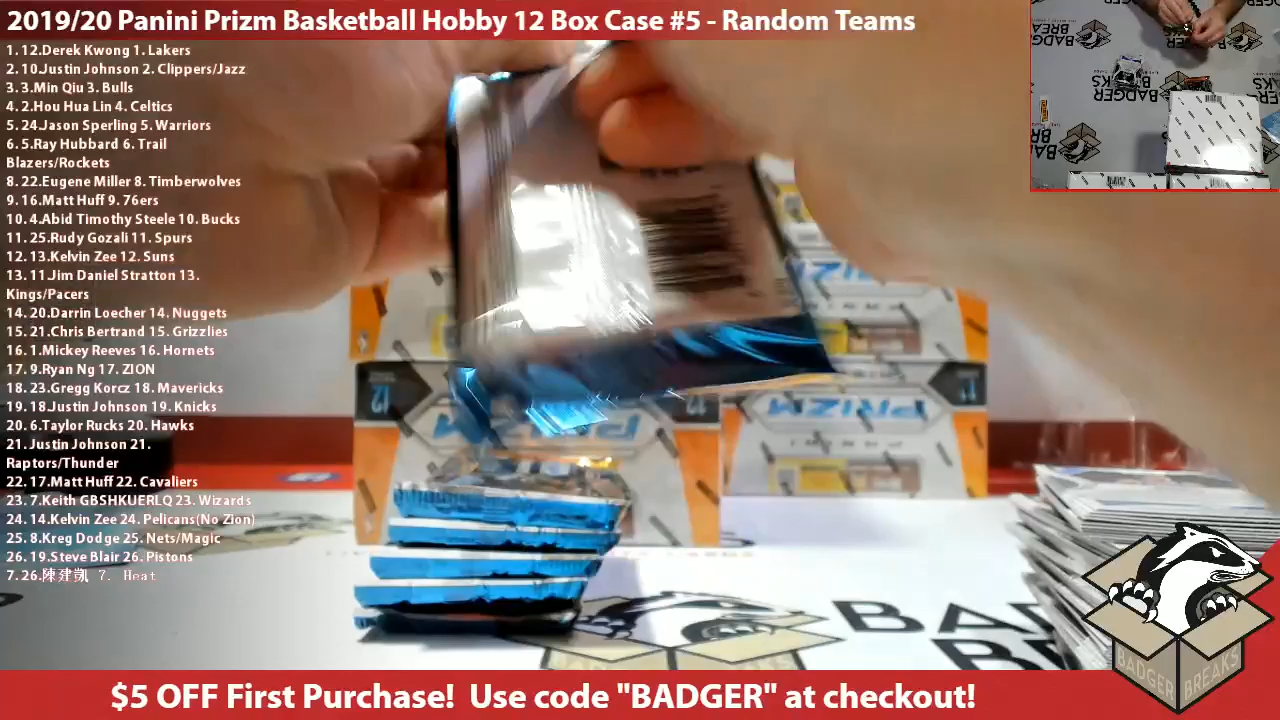 2019/20 Panini Prizm Basketball Hobby 12 Box Case #5 - Random Teams
1. 12.Derek Kwong 1. Lakers
2. 10.Justin Johnson 2. Clippers/Jazz
3. 3.Min Qiu 3. Bulls
4. 2.Hou Hua Lin 4. Celtics
5. 24.Jason Sperling 5. Warriors
6. 5.Ray Hubbard 6. Trail
Blazers/Rockets
8. 22.Eugene Miller 8. Timberwolves
9. 16.Matt Huff 9. 76ers
10. 4.Abid Timothy Steele 10. Bucks
11. 25.Rudy Gozali 11. Spurs
12. 13.Kelvin Zee 12. Suns
13. 11.Jim Daniel Stratton 13.
Kings/Pacers
14. 20.Darrin Loecher 14. Nuggets
15. 21.Chris Bertrand 15. Grizzlies
16. 1.Mickey Reeves 16. Hornets
17. 9.Ryan Ng 17. ZION
18. 23.Gregg Korcz 18. Mavericks
19. 18.Justin Johnson 19. Knicks
20. 6.Taylor Rucks 20. Hawks
21.Justin Johnson 21.
Raptors/Thunder
22. 17.Matt Huff 22. Cavaliers
23. 7.Keith GBSHKUERLQ 23. Wizards
24. 14.Kelvin Zee 24. Pelicans(No Zion)
25. 8.Kreg Dodge 25. Nets/Magic
26. 19.Steve Blair 26. Pistons
7. 26.陳建凱 7. Heat
BADGER BREAKS
BADGER
BREAKS
PRIZM
PRIZM
PRIZM
12
12
11
BAD
BREA
BADGER
BREAKS
$5 OFF First Purchase! Use code "BADGER" at checkout!